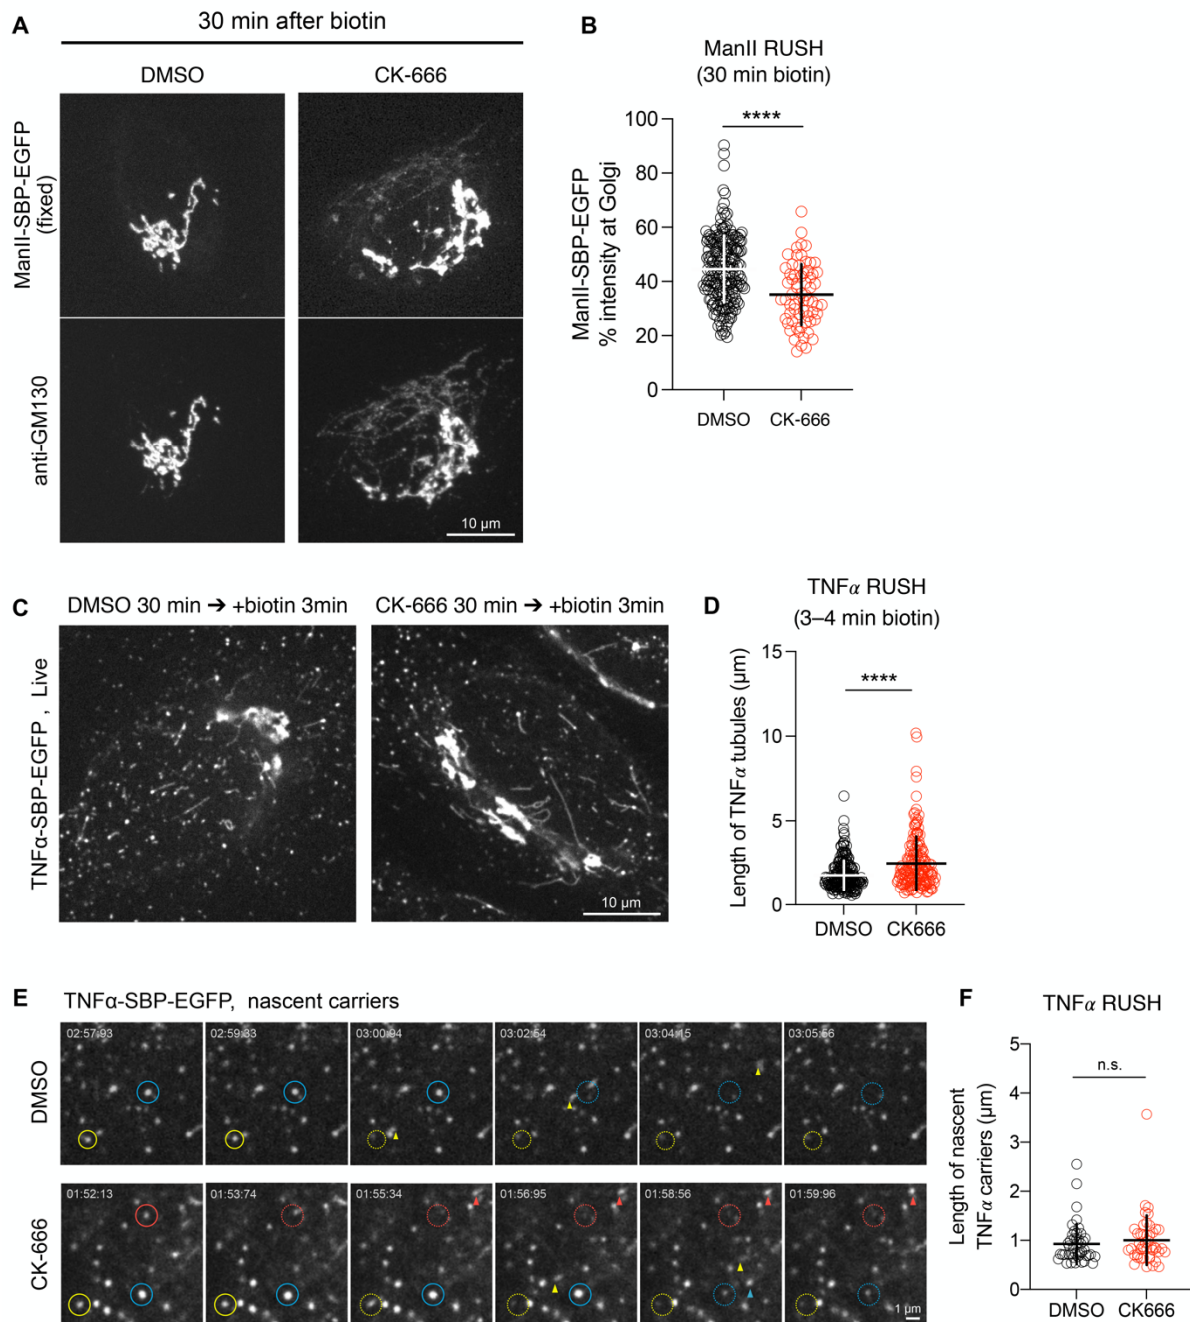 A
30 min after biotin
DMSO
CK-666
ManII-SBP-EGFP
(fixed)
anti-GM130
10 µm
B
ManII RUSH
(30 min biotin)
****
ManII-SBP-EGFP
% intensity at Golgi
100
80
60
40
20
0
DMSO
CK-666
C
DMSO 30 min ➔ +biotin 3min
CK-666 30 min ➔ +biotin 3min
TNFα-SBP-EGFP , Live
10 µm
D
TNFα RUSH
(3–4 min biotin)
****
Length of TNFα tubules (µm)
15
10
5
0
DMSO
CK666
E
TNFα-SBP-EGFP, nascent carriers
DMSO
02:57:93
02:59:33
03:00:94
03:02:54
03:04:15
03:05:56
CK-666
01:52:13
01:53:74
01:55:34
01:56:95
01:58:56
01:59:96
1 µm
F
TNFα RUSH
n.s.
Length of nascent
TNFα carriers (µm)
5
4
3
2
1
0
DMSO
CK666